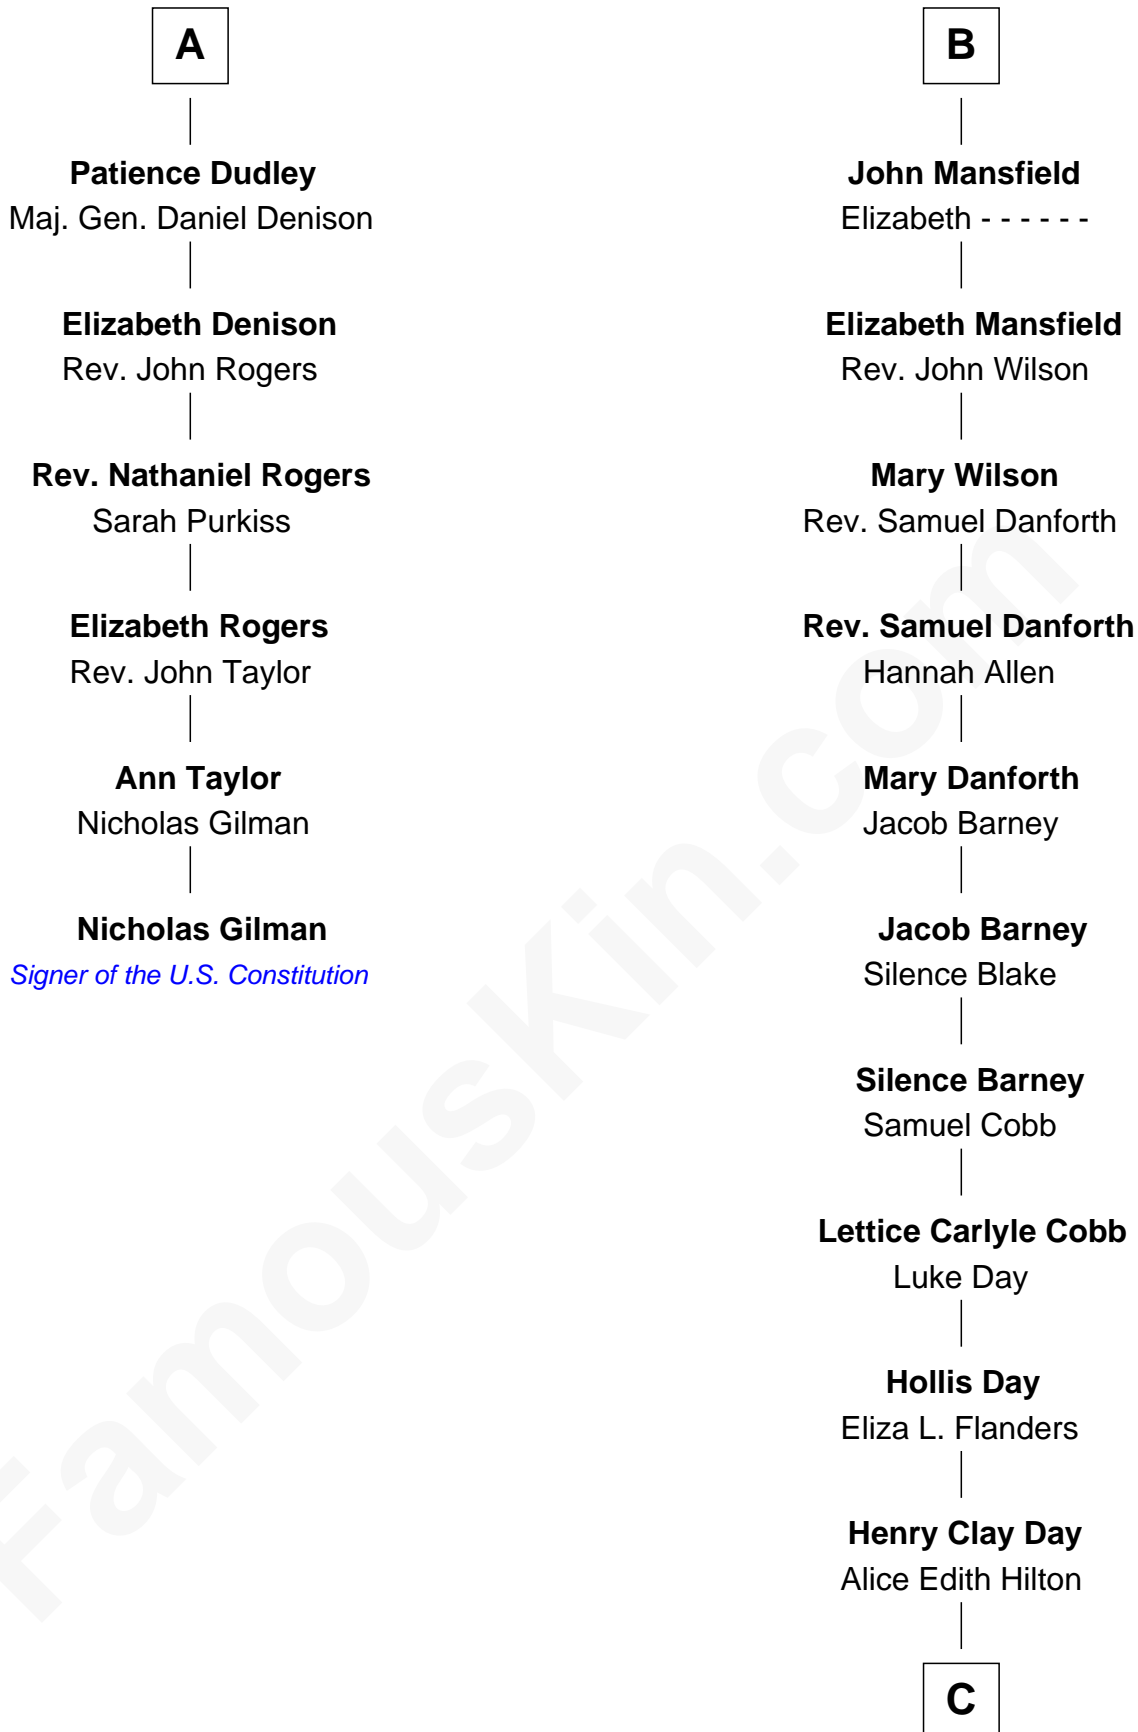 A
Patience Dudley
Maj. Gen. Daniel Denison
Elizabeth Denison
Rev. John Rogers
Rev. Nathaniel Rogers
Sarah Purkiss
Elizabeth Rogers
Rev. John Taylor
Ann Taylor
Nicholas Gilman
Nicholas Gilman
Signer of the U.S. Constitution
B
John Mansfield
Elizabeth - - - - - -
Elizabeth Mansfield
Rev. John Wilson
Mary Wilson
Rev. Samuel Danforth
Rev. Samuel Danforth
Hannah Allen
Mary Danforth
Jacob Barney
Jacob Barney
Silence Blake
Silence Barney
Samuel Cobb
Lettice Carlyle Cobb
Luke Day
Hollis Day
Eliza L. Flanders
Henry Clay Day
Alice Edith Hilton
C
FamousKin.com